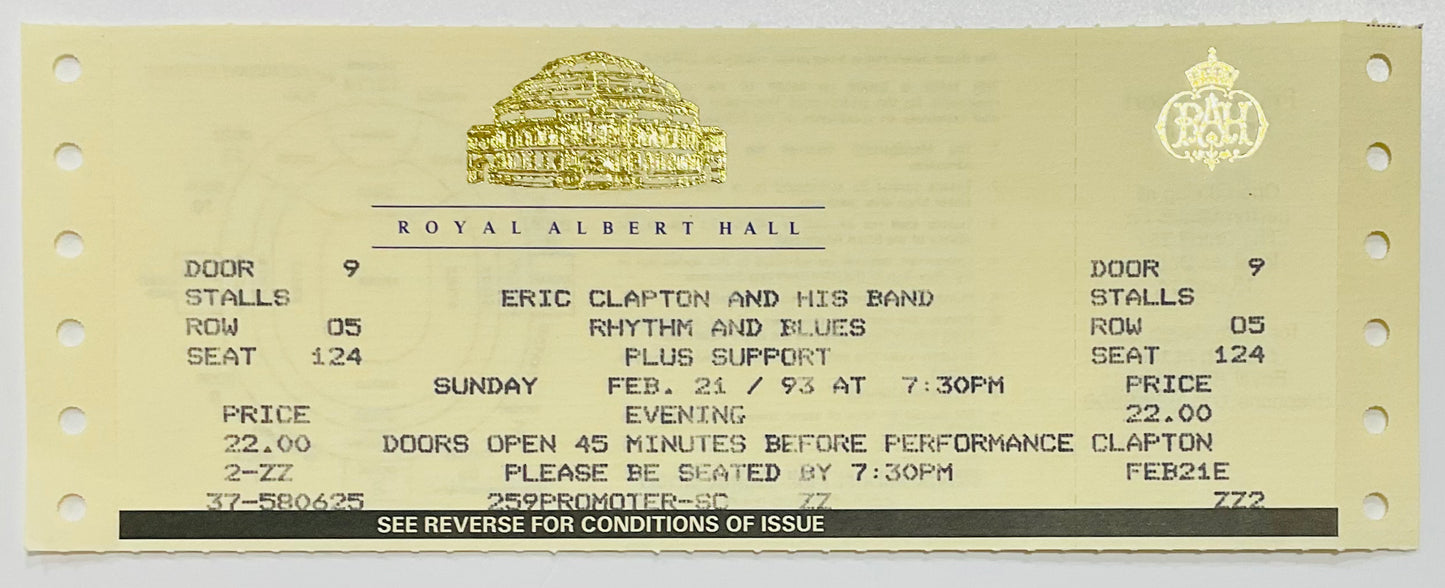 RAH
ROYAL ALBERT HALL
DOOR 9 DOOR 9
STALLS ERIC CLAPTON AND HIS BAND STALLS
ROW 05 RHYTHM AND BLUES ROW 05
SEAT 124 PLUS SUPPORT SEAT 124
SUNDAY FEB. 21 / 93 AT 7:30PM PRICE
PRICE EVENING 22.00
22.00 DOORS OPEN 45 MINUTES BEFORE PERFORMANCE CLAPTON
2-ZZ PLEASE BE SEATED BY 7:30PM FEB21E
37-580625 259PROMOTER-SC ZZ ZZ2
SEE REVERSE FOR CONDITIONS OF ISSUE